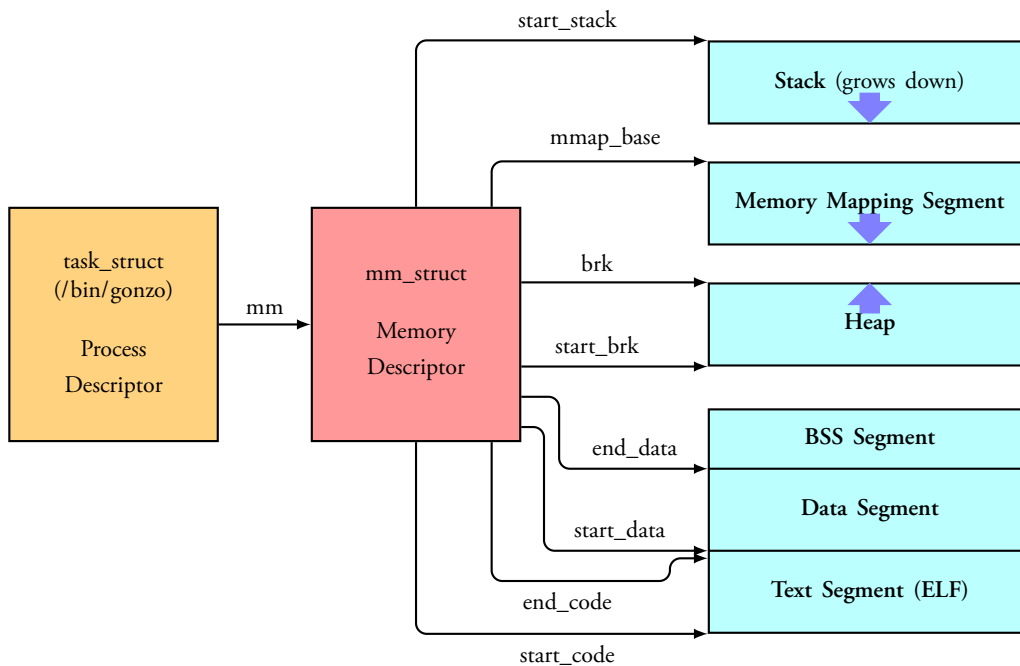 task_struct
(/bin/gonzo)
Process
Descriptor
mm
mm_struct
Memory
Descriptor
start_stack
mmap_base
brk
start_brk
end_data
start_data
end_code
start_code
Stack (grows down)
Memory Mapping Segment
Heap
BSS Segment
Data Segment
Text Segment (ELF)